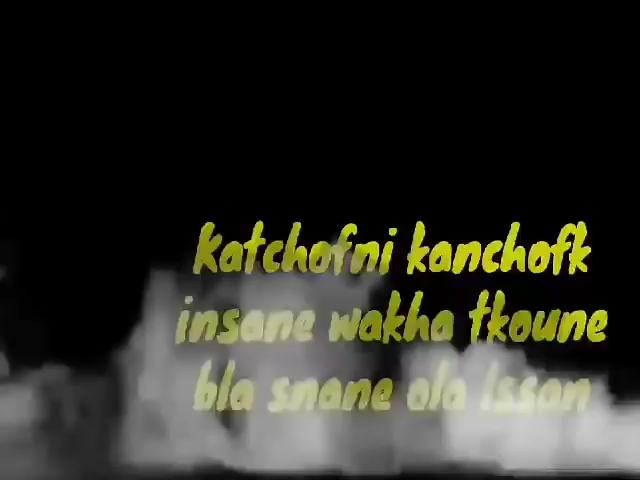 Katchofni kanchofk
insane wakha tkoune
bla snane ola lssan